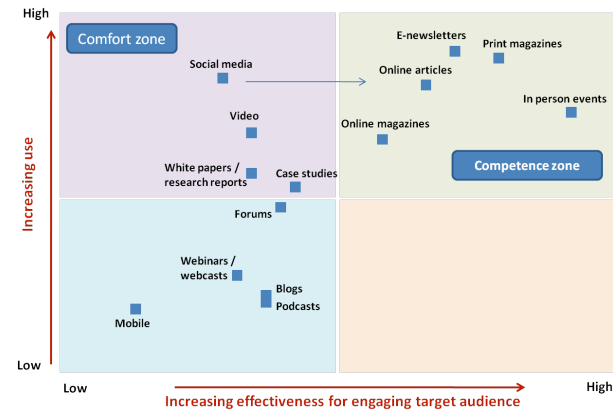 High
Comfort zone
Social media
E-newsletters
Print magazines
Online articles
In person events
Video
Online magazines
White papers /
research reports
Case studies
Competence zone
Forums
Increasing use
Webinars /
webcasts
Blogs
Podcasts
Mobile
Low
Low
High
Increasing effectiveness for engaging target audience